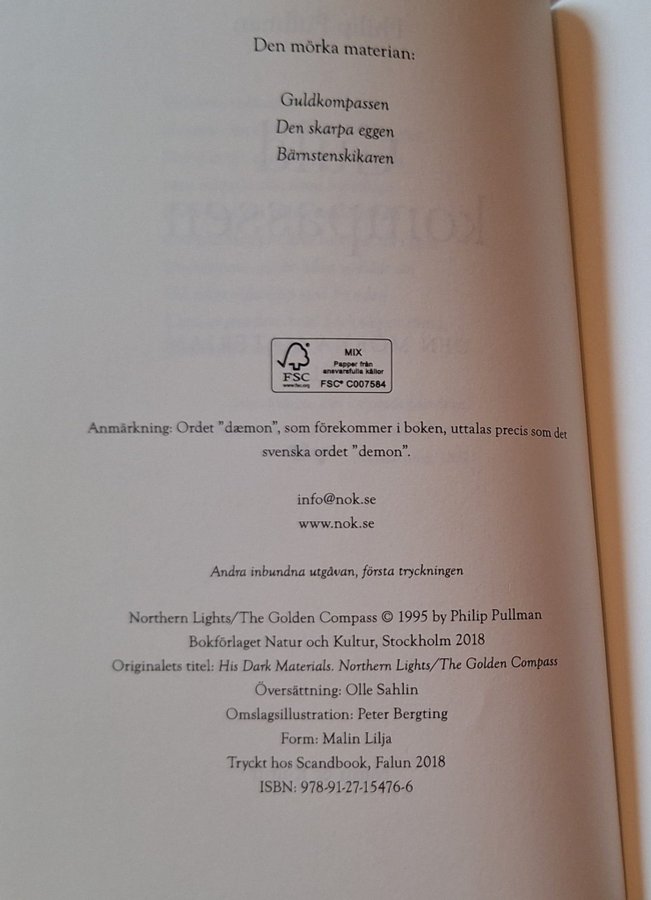 Den mörka materian:
Guldkompassen
Den skarpa eggen
Bärnstenskikaren
kompassen
FSC
www.fsc.org
MIX
Papper från
ansvarsfulla källor
FSC® C007584
Anmärkning: Ordet ”dæmon”, som förekommer i boken, uttalas precis som det
svenska ordet ”demon”.
info@nok.se
www.nok.se
Andra inbundna utgåvan, första tryckningen
Northern Lights/The Golden Compass © 1995 by Philip Pullman
Bokförlaget Natur och Kultur, Stockholm 2018
Originalets titel: His Dark Materials. Northern Lights/The Golden Compass
Översättning: Olle Sahlin
Omslagsillustration: Peter Bergting
Form: Malin Lilja
Tryckt hos Scandbook, Falun 2018
ISBN: 978-91-27-15476-6